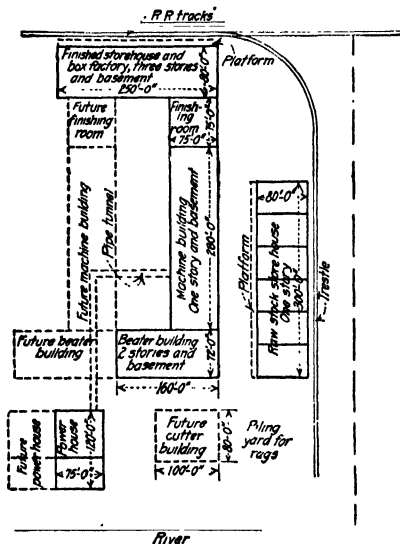 R R tracks
Platform
Finished storehouse and
box factory, three stories
and basement
250'-0"
80'-0"
Future
finishing
room
Finish-
ing
room
75'-0"
75'-0"
Future machine building
Pipe tunnel
Machine building
One story and basement
280'-0"
80'-0"
Platform
Raw stock store house
One story
300'-0"
Trestle
Future beater
building
Beater building
2 stories and
basement
72'-0"
160'-0"
Future
power house
Power
house
120'-0"
75'-0"
Future
cutter
building
80'-0"
100'-0"
Piling
yard for
rags
River